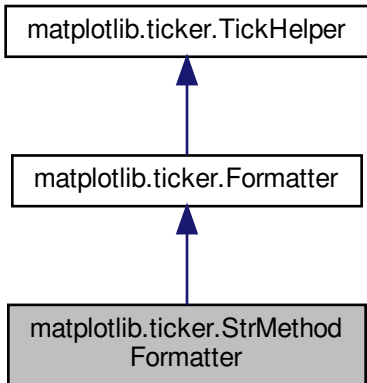 matplotlib.ticker.TickHelper
matplotlib.ticker.Formatter
matplotlib.ticker.StrMethod
Formatter